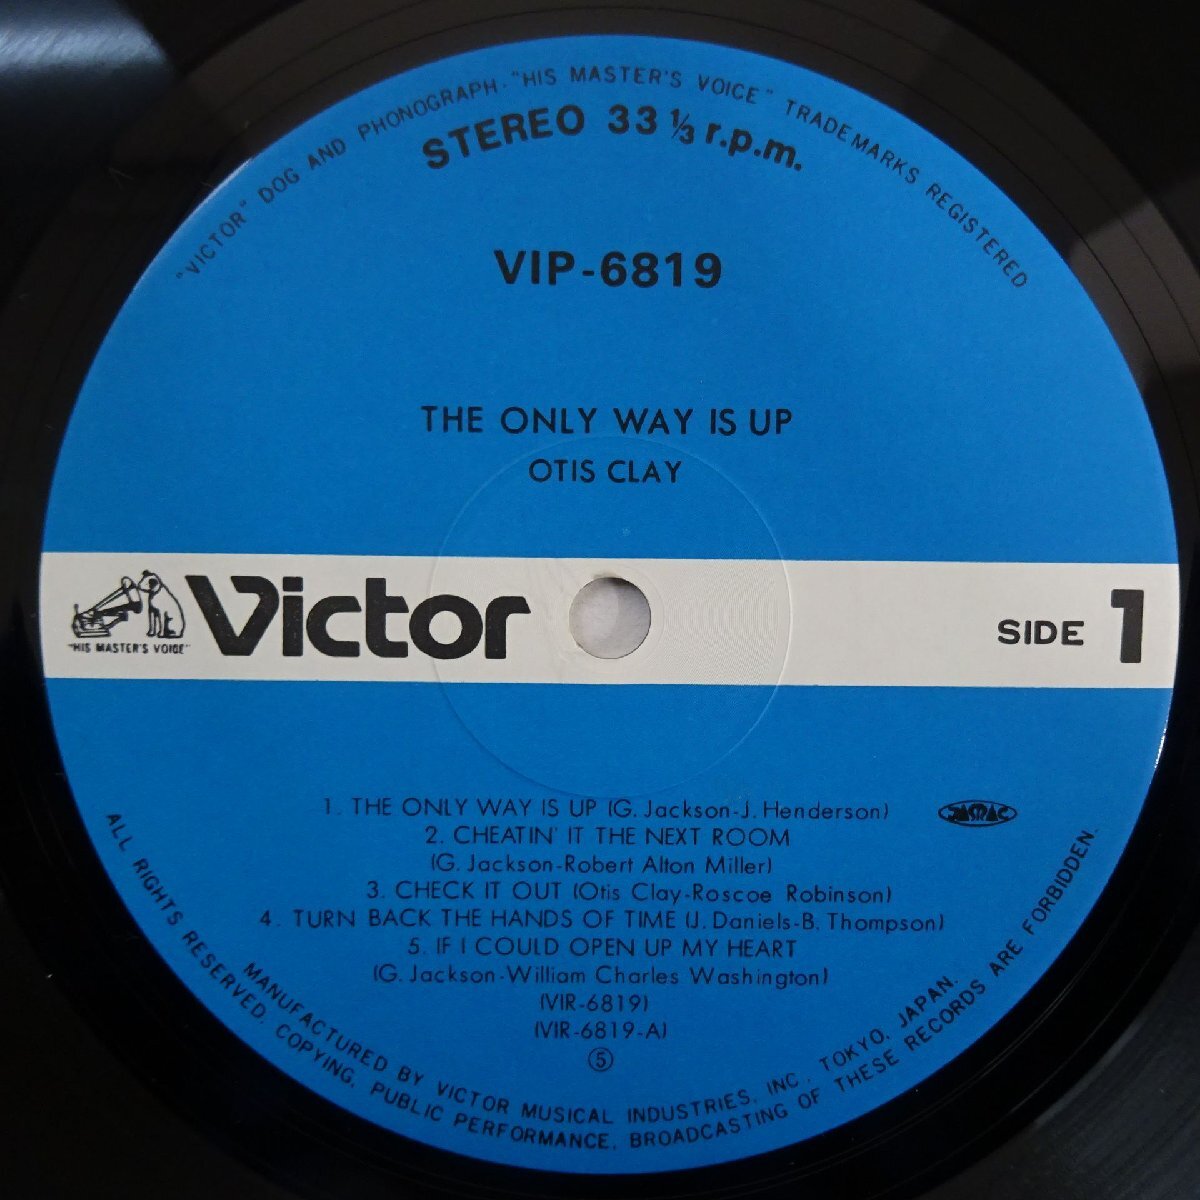 "VICTOR" DOG AND PHONOGRAPH · "HIS MASTER'S VOICE" TRADEMARKS REGISTERED
STEREO 33 1/3 r.p.m.
VIP-6819
THE ONLY WAY IS UP
OTIS CLAY
"HIS MASTER'S VOICE"
Victor
SIDE 1
1. THE ONLY WAY IS UP (G. Jackson-J. Henderson)
2. CHEATIN' IT THE NEXT ROOM
(G. Jackson-Robert Alton Miller)
3. CHECK IT OUT (Otis Clay-Roscoe Robinson)
4. TURN BACK THE HANDS OF TIME (J. Daniels-B. Thompson)
5. IF I COULD OPEN UP MY HEART
(G. Jackson-William Charles Washington)
(VIR-6819)
(VIR-6819-A)
⑤
MANUFACTURED BY VICTOR MUSICAL INDUSTRIES, INC., TOKYO, JAPAN.
ALL RIGHTS RESERVED. COPYING, PUBLIC PERFORMANCE, BROADCASTING OF THESE RECORDS ARE FORBIDDEN.